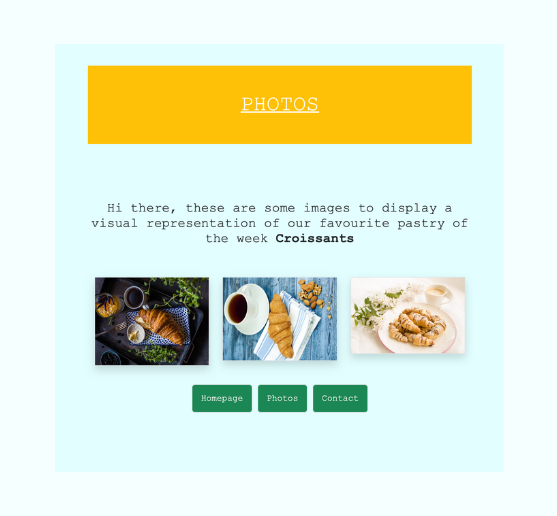 PHOTOS
Hi there, these are some images to display a
visual representation of our favourite pastry of
the week Croissants
Homepage Photos Contact